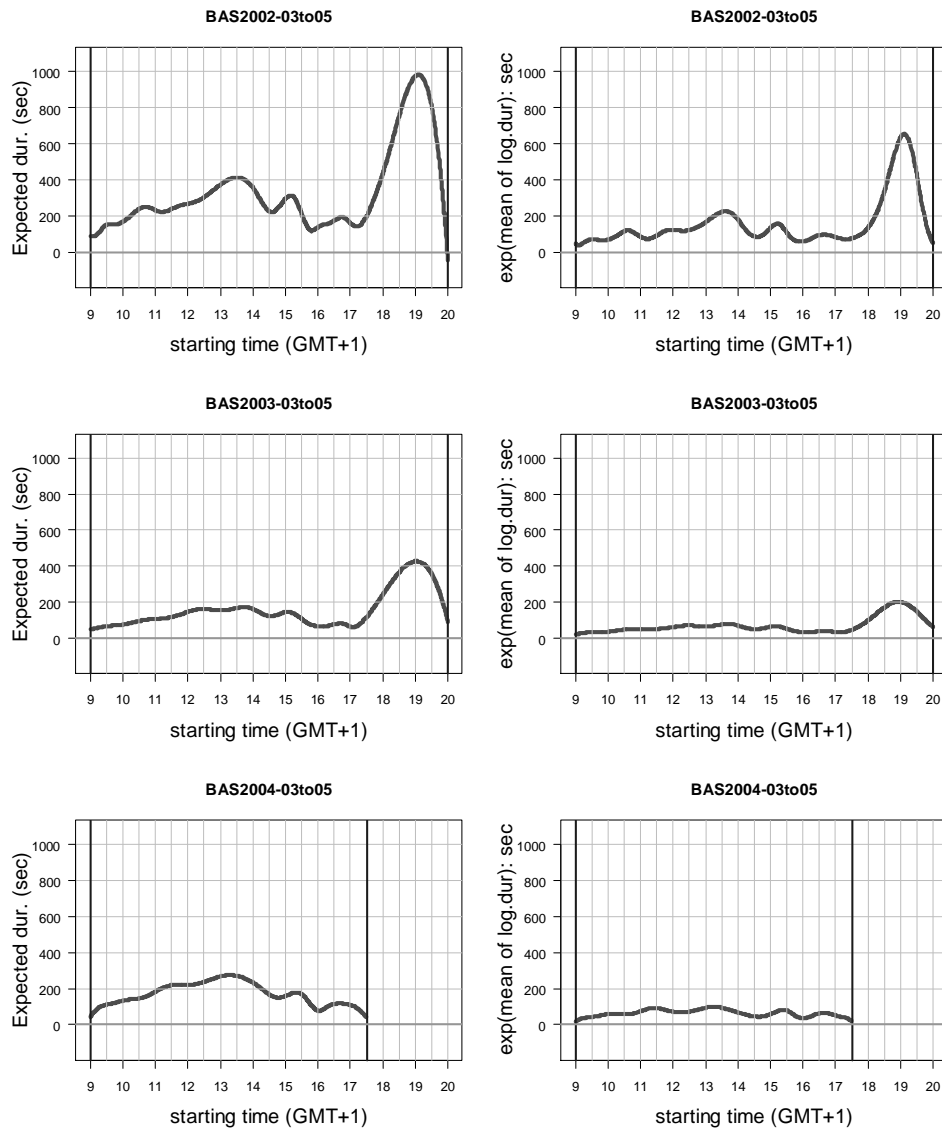 BAS2002-03to05
Expected dur. (sec)
1000
800
600
400
200
0
9 10 11 12 13 14 15 16 17 18 19 20
starting time (GMT+1)
BAS2002-03to05
exp(mean of log.dur): sec
1000
800
600
400
200
0
9 10 11 12 13 14 15 16 17 18 19 20
starting time (GMT+1)
BAS2003-03to05
Expected dur. (sec)
1000
800
600
400
200
0
9 10 11 12 13 14 15 16 17 18 19 20
starting time (GMT+1)
BAS2003-03to05
exp(mean of log.dur): sec
1000
800
600
400
200
0
9 10 11 12 13 14 15 16 17 18 19 20
starting time (GMT+1)
BAS2004-03to05
Expected dur. (sec)
1000
800
600
400
200
0
9 10 11 12 13 14 15 16 17 18 19 20
starting time (GMT+1)
BAS2004-03to05
exp(mean of log.dur): sec
1000
800
600
400
200
0
9 10 11 12 13 14 15 16 17 18 19 20
starting time (GMT+1)